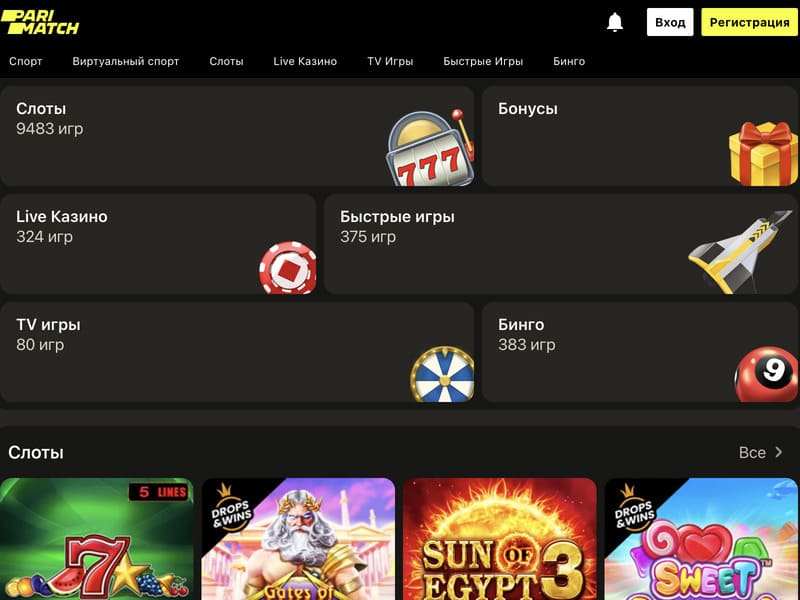 PARI
MATCH
Вход
Регистрация
Спорт
Виртуальный спорт
Слоты
Live Казино
TV Игры
Быстрые Игры
Бинго
Слоты
9483 игр
777
Бонусы
Live Казино
324 игр
Быстрые игры
375 игр
TV игры
80 игр
Бинго
383 игр
9
Слоты
Все
5 LINES
7
DROPS
& WINS
Gates of
SUN OF
EGYPT 3
DROPS
& WINS
SWEET